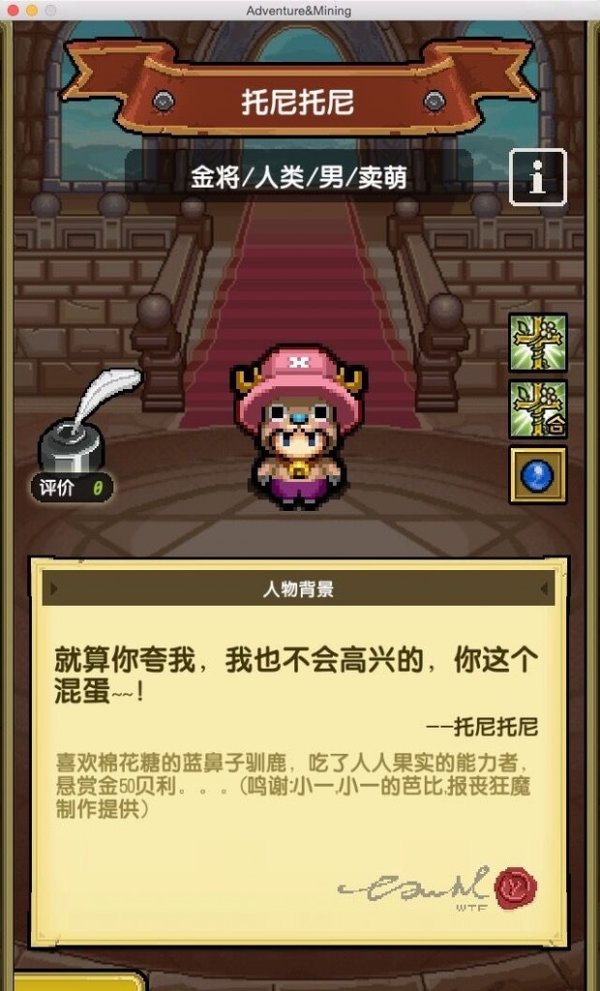 Adventure&Mining
托尼托尼
金将/人类/男/卖萌
评价 0
人物背景
就算你夸我，我也不会高兴的，你这个
混蛋~~！
--托尼托尼
喜欢棉花糖的蓝鼻子驯鹿，吃了人人果实的能力者，
悬赏金50贝利。。。(鸣谢:小一,小一的芭比,报丧狂魔
制作提供)
WTF